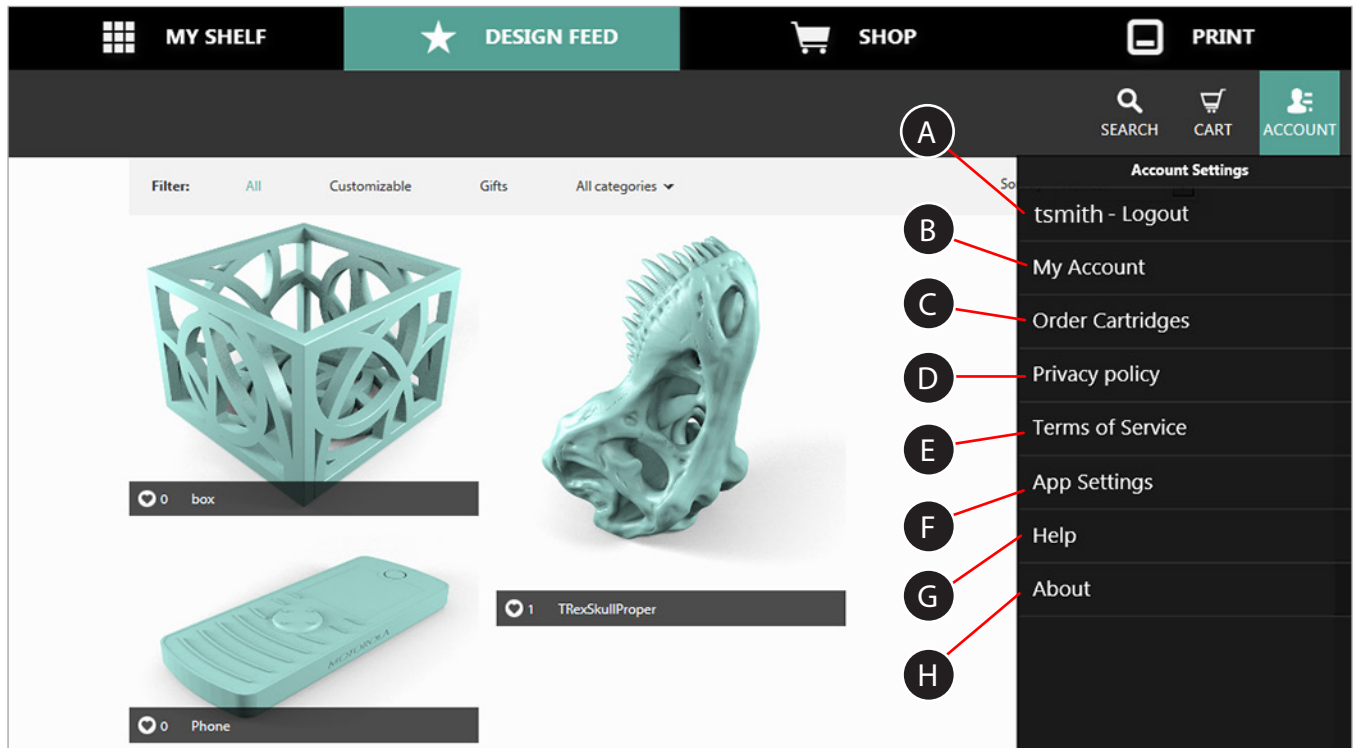 MY SHELF
DESIGN FEED
SHOP
PRINT
SEARCH
CART
ACCOUNT
Account Settings
Filter:
All
Customizable
Gifts
All categories
So
A
tsmith - Logout
B
My Account
C
Order Cartridges
D
Privacy policy
E
Terms of Service
F
App Settings
G
Help
H
About
0 box
1 TRexSkullProper
MOTOROLA
0 Phone